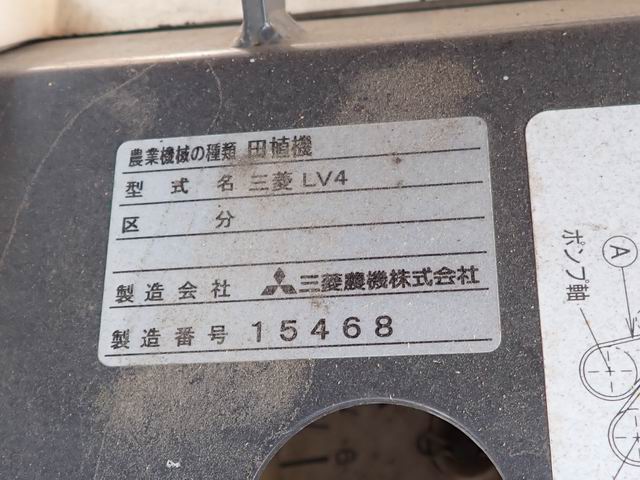 農業機械の種類 田植機
型式名 三菱 LV4
区分
製造会社 三菱農機株式会社
製造番号 15468
A
ポンプ軸